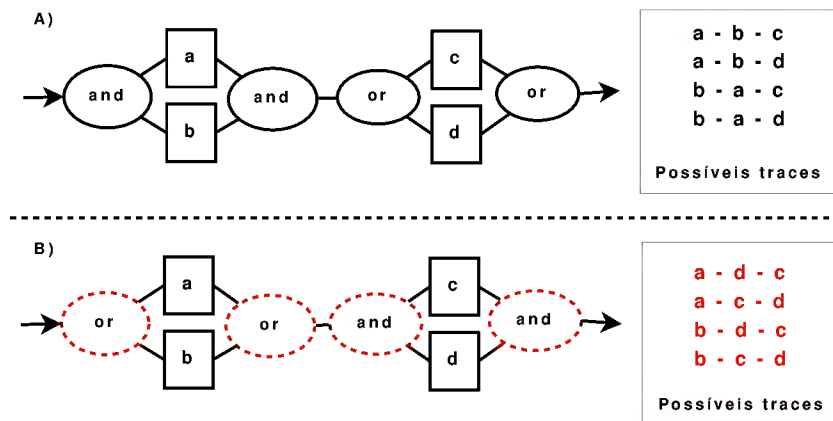 A)
a
c
and
and
or
or
b
d
a - b - c
a - b - d
b - a - c
b - a - d
Possíveis traces
B)
a
c
or
or
and
and
b
d
a - d - c
a - c - d
b - d - c
b - c - d
Possíveis traces